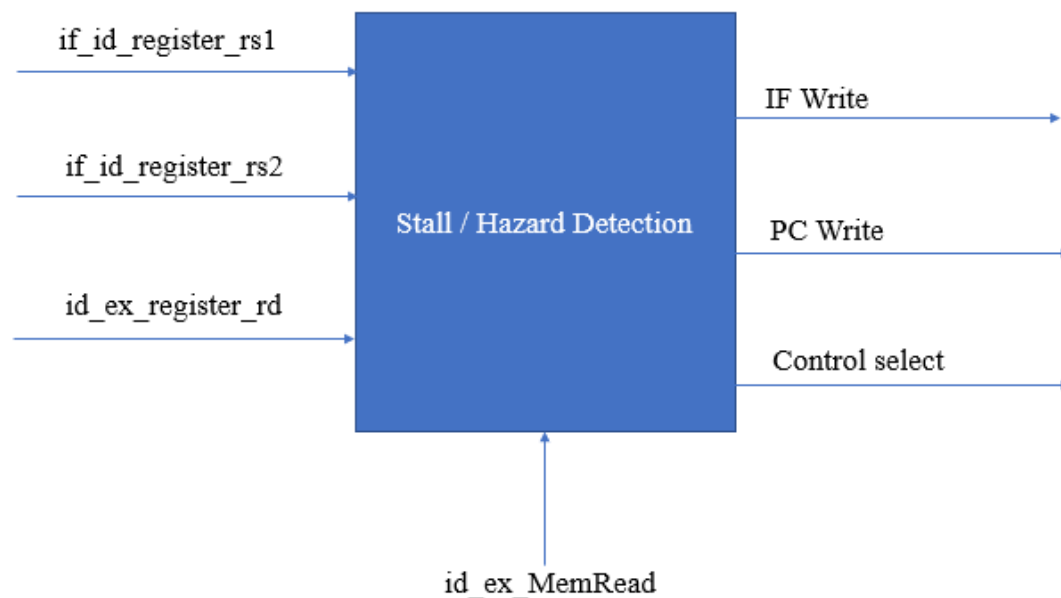 if_id_register_rs1
if_id_register_rs2
id_ex_register_rd
Stall / Hazard Detection
IF Write
PC Write
Control select
id_ex_MemRead